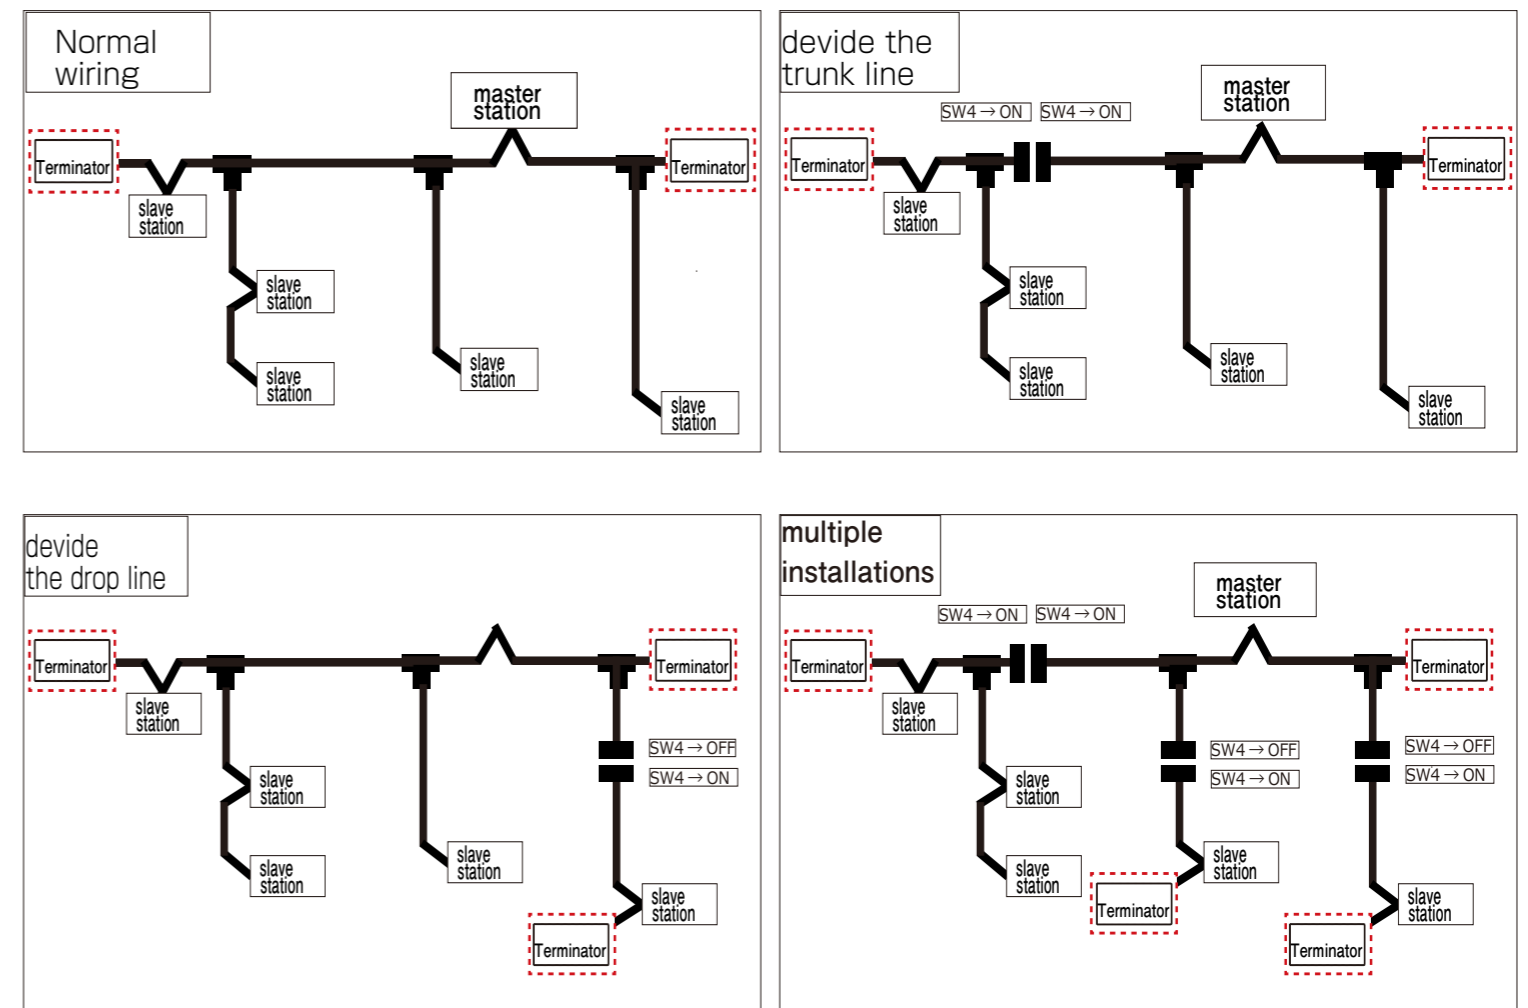 Normal
wiring
master
station
Terminator
Terminator
slave
station
slave
station
slave
station
slave
station
slave
station
devide the
trunk line
SW4→ON
SW4→ON
master
station
Terminator
Terminator
slave
station
slave
station
slave
station
slave
station
slave
station
devide
the drop line
Terminator
Terminator
slave
station
SW4→OFF
SW4→ON
slave
station
slave
station
slave
station
slave
station
Terminator
multiple
installations
SW4→ON
SW4→ON
master
station
Terminator
Terminator
slave
station
SW4→OFF
SW4→ON
SW4→OFF
SW4→ON
slave
station
slave
station
slave
station
Terminator
slave
station
Terminator